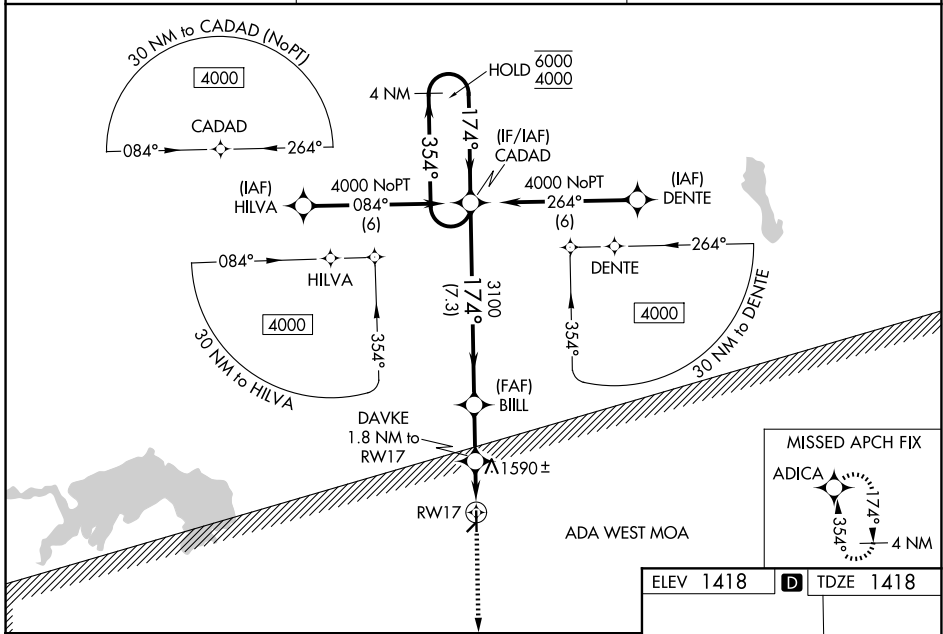 30 NM to CADAD (NoPT)
4000
CADAD
084°
264°
HOLD
6000
4000
4 NM
174°
354°
(IF/IAF)
CADAD
(IAF)
HILVA
4000 NoPT
084°
(6)
4000 NoPT
264°
(6)
(IAF)
DENTE
084°
HILVA
4000
354°
30 NM to HILVA
3100
174°
(7.3)
264°
DENTE
4000
354°
30 NM to DENTE
(FAF)
BIILL
DAVKE
1.8 NM to
RW17
1590 ±
RW17
ADA WEST MOA
MISSED APCH FIX
ADICA
174°
354°
4 NM
ELEV 1418 D TDZE 1418